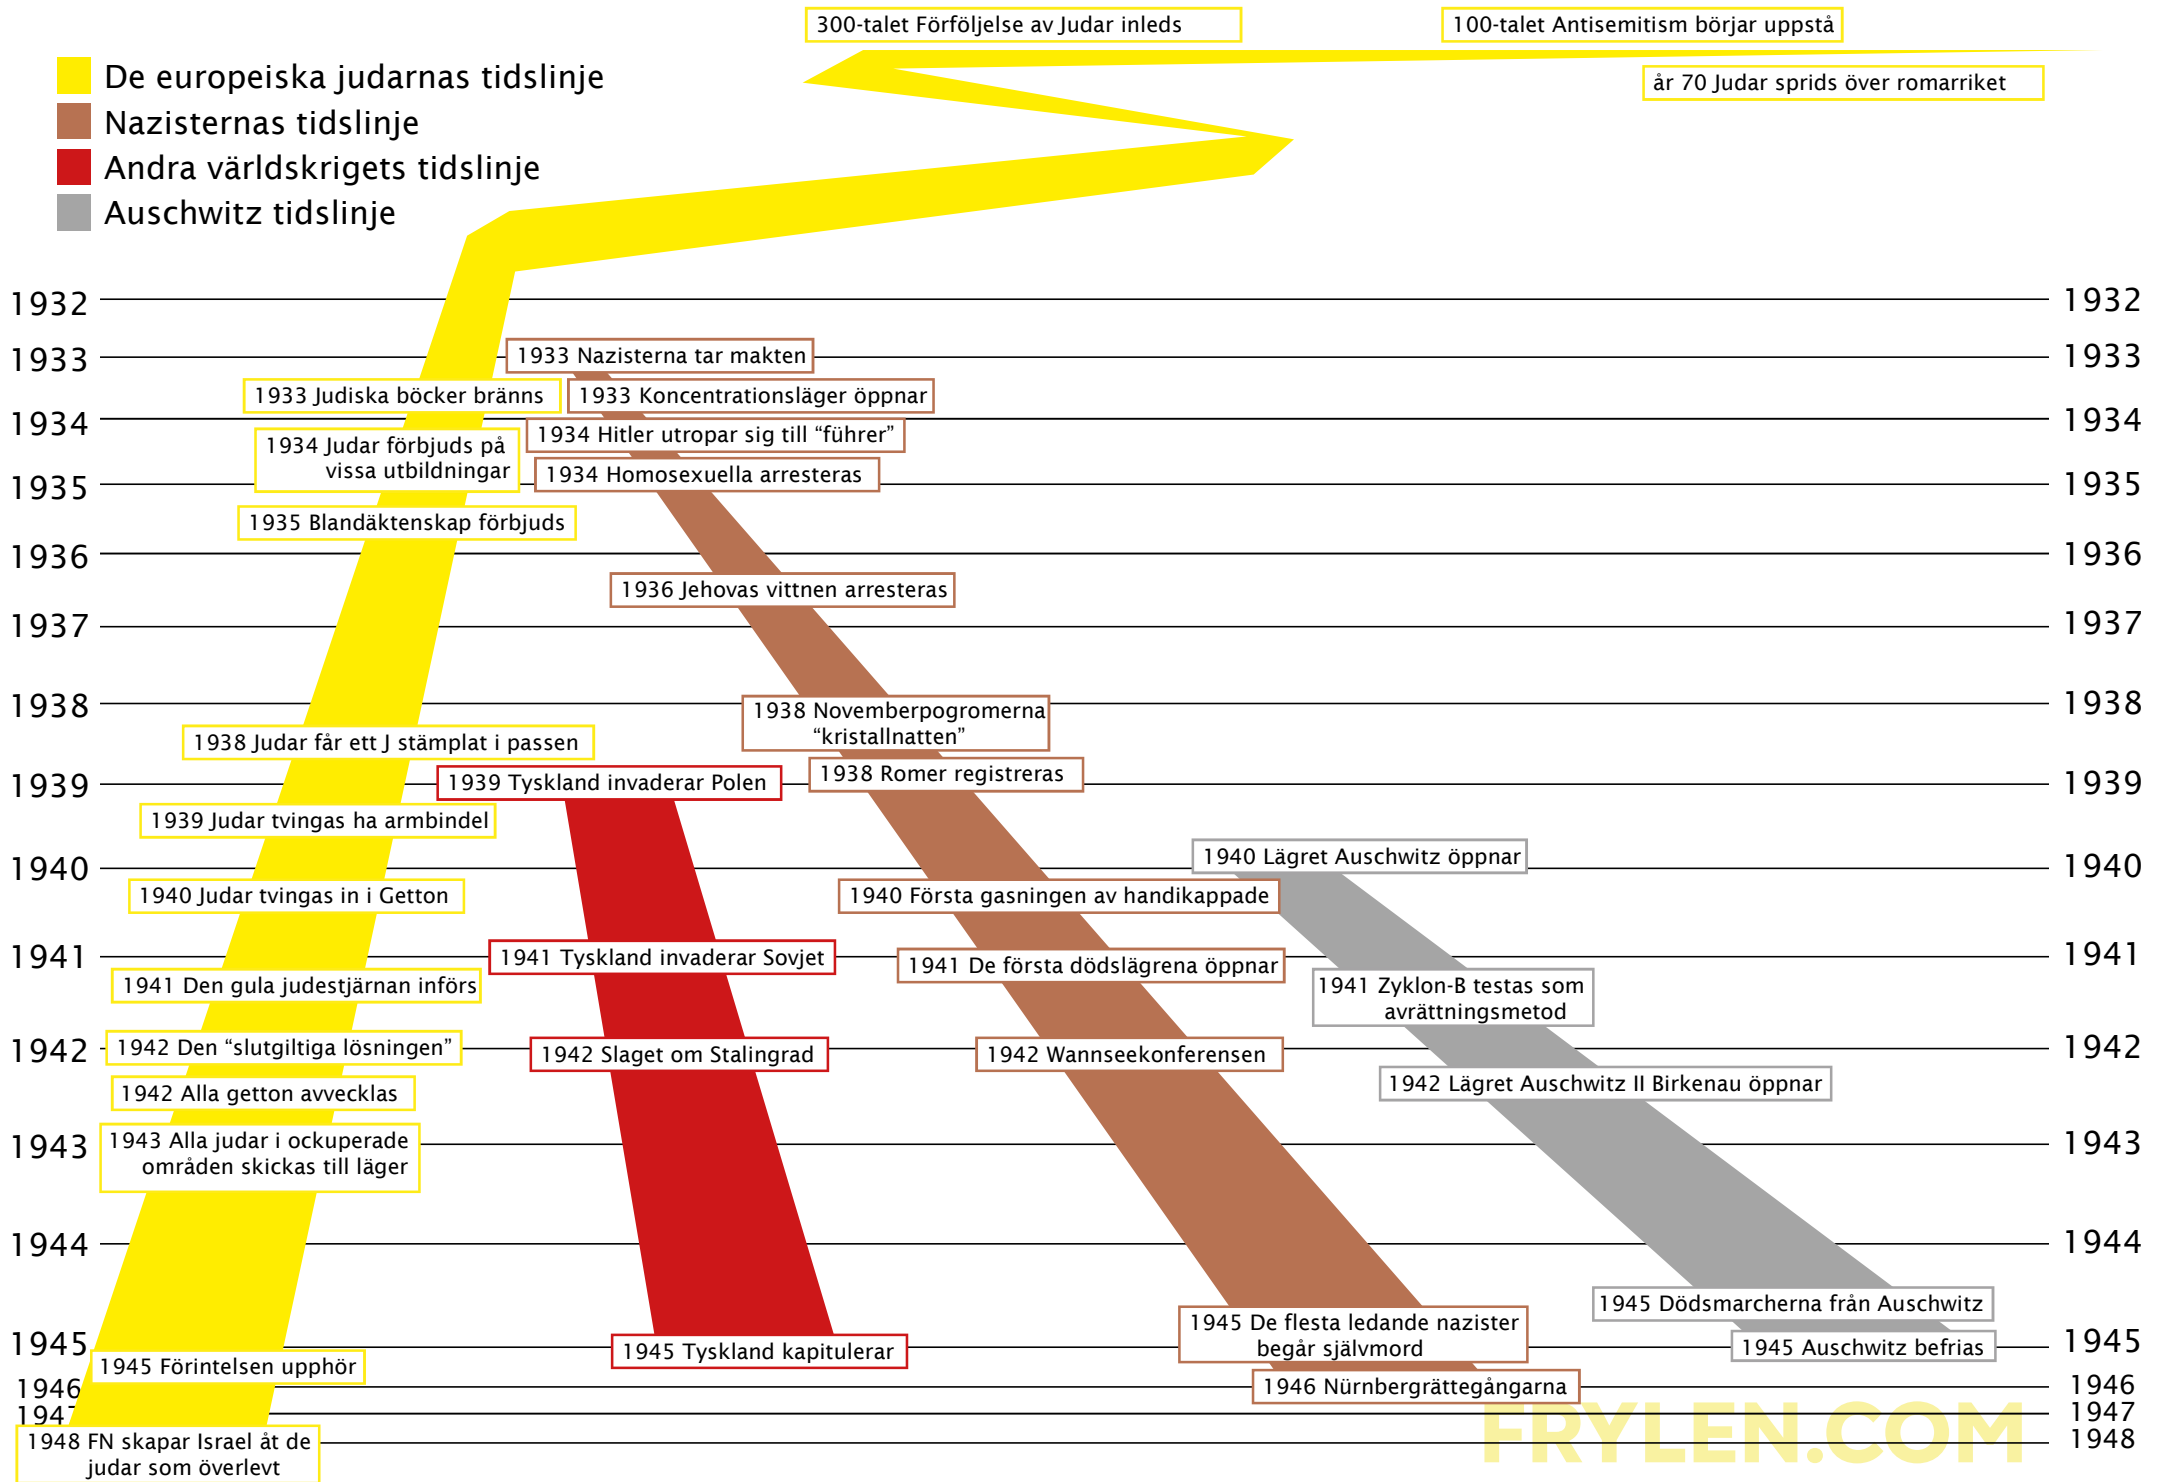 300-talet Förföljelse av Judar inleds
100-talet Antisemitism börjar uppstå
år 70 Judar sprids över romarriket
De europeiska judarnas tidslinje
Nazisternas tidslinje
Andra världskrigets tidslinje
Auschwitz tidslinje
1932
1932
1933
1933 Nazisterna tar makten
1933
1933 Judiska böcker bränns
1933 Koncentrationsläger öppnar
1934
1934
1934 Hitler utropar sig till “führer”
1934 Judar förbjuds på
vissa utbildningar
1934 Homosexuella arresteras
1935
1935
1935 Blandäktenskap förbjuds
1936
1936
1936 Jehovas vittnen arresteras
1937
1937
1938
1938
1938 Novemberpogromerna
“kristallnatten”
1938 Judar får ett J stämplat i passen
1938 Romer registreras
1939
1939 Tyskland invaderar Polen
1939
1939 Judar tvingas ha armbindel
1940 Lägret Auschwitz öppnar
1940
1940
1940 Judar tvingas in i Getton
1940 Första gasningen av handikappade
1941
1941 Tyskland invaderar Sovjet
1941 De första dödslägrena öppnar
1941
1941 Den gula judestjärnan införs
1941 Zyklon-B testas som
avrättningsmetod
1942
1942 Den “slutgiltiga lösningen”
1942 Slaget om Stalingrad
1942 Wannseekonferensen
1942
1942 Lägret Auschwitz II Birkenau öppnar
1942 Alla getton avvecklas
1943
1943 Alla judar i ockuperade
områden skickas till läger
1943
1944
1944
1945 Dödsmarcherna från Auschwitz
1945 De flesta ledande nazister
begår självmord
1945
1945 Tyskland kapitulerar
1945 Auschwitz befrias
1945
1945 Förintelsen upphör
1946
1946 Nürnbergrättegångarna
1946
1947
1947
1948 FN skapar Israel åt de
judar som överlevt
1948
FRYLEN.COM